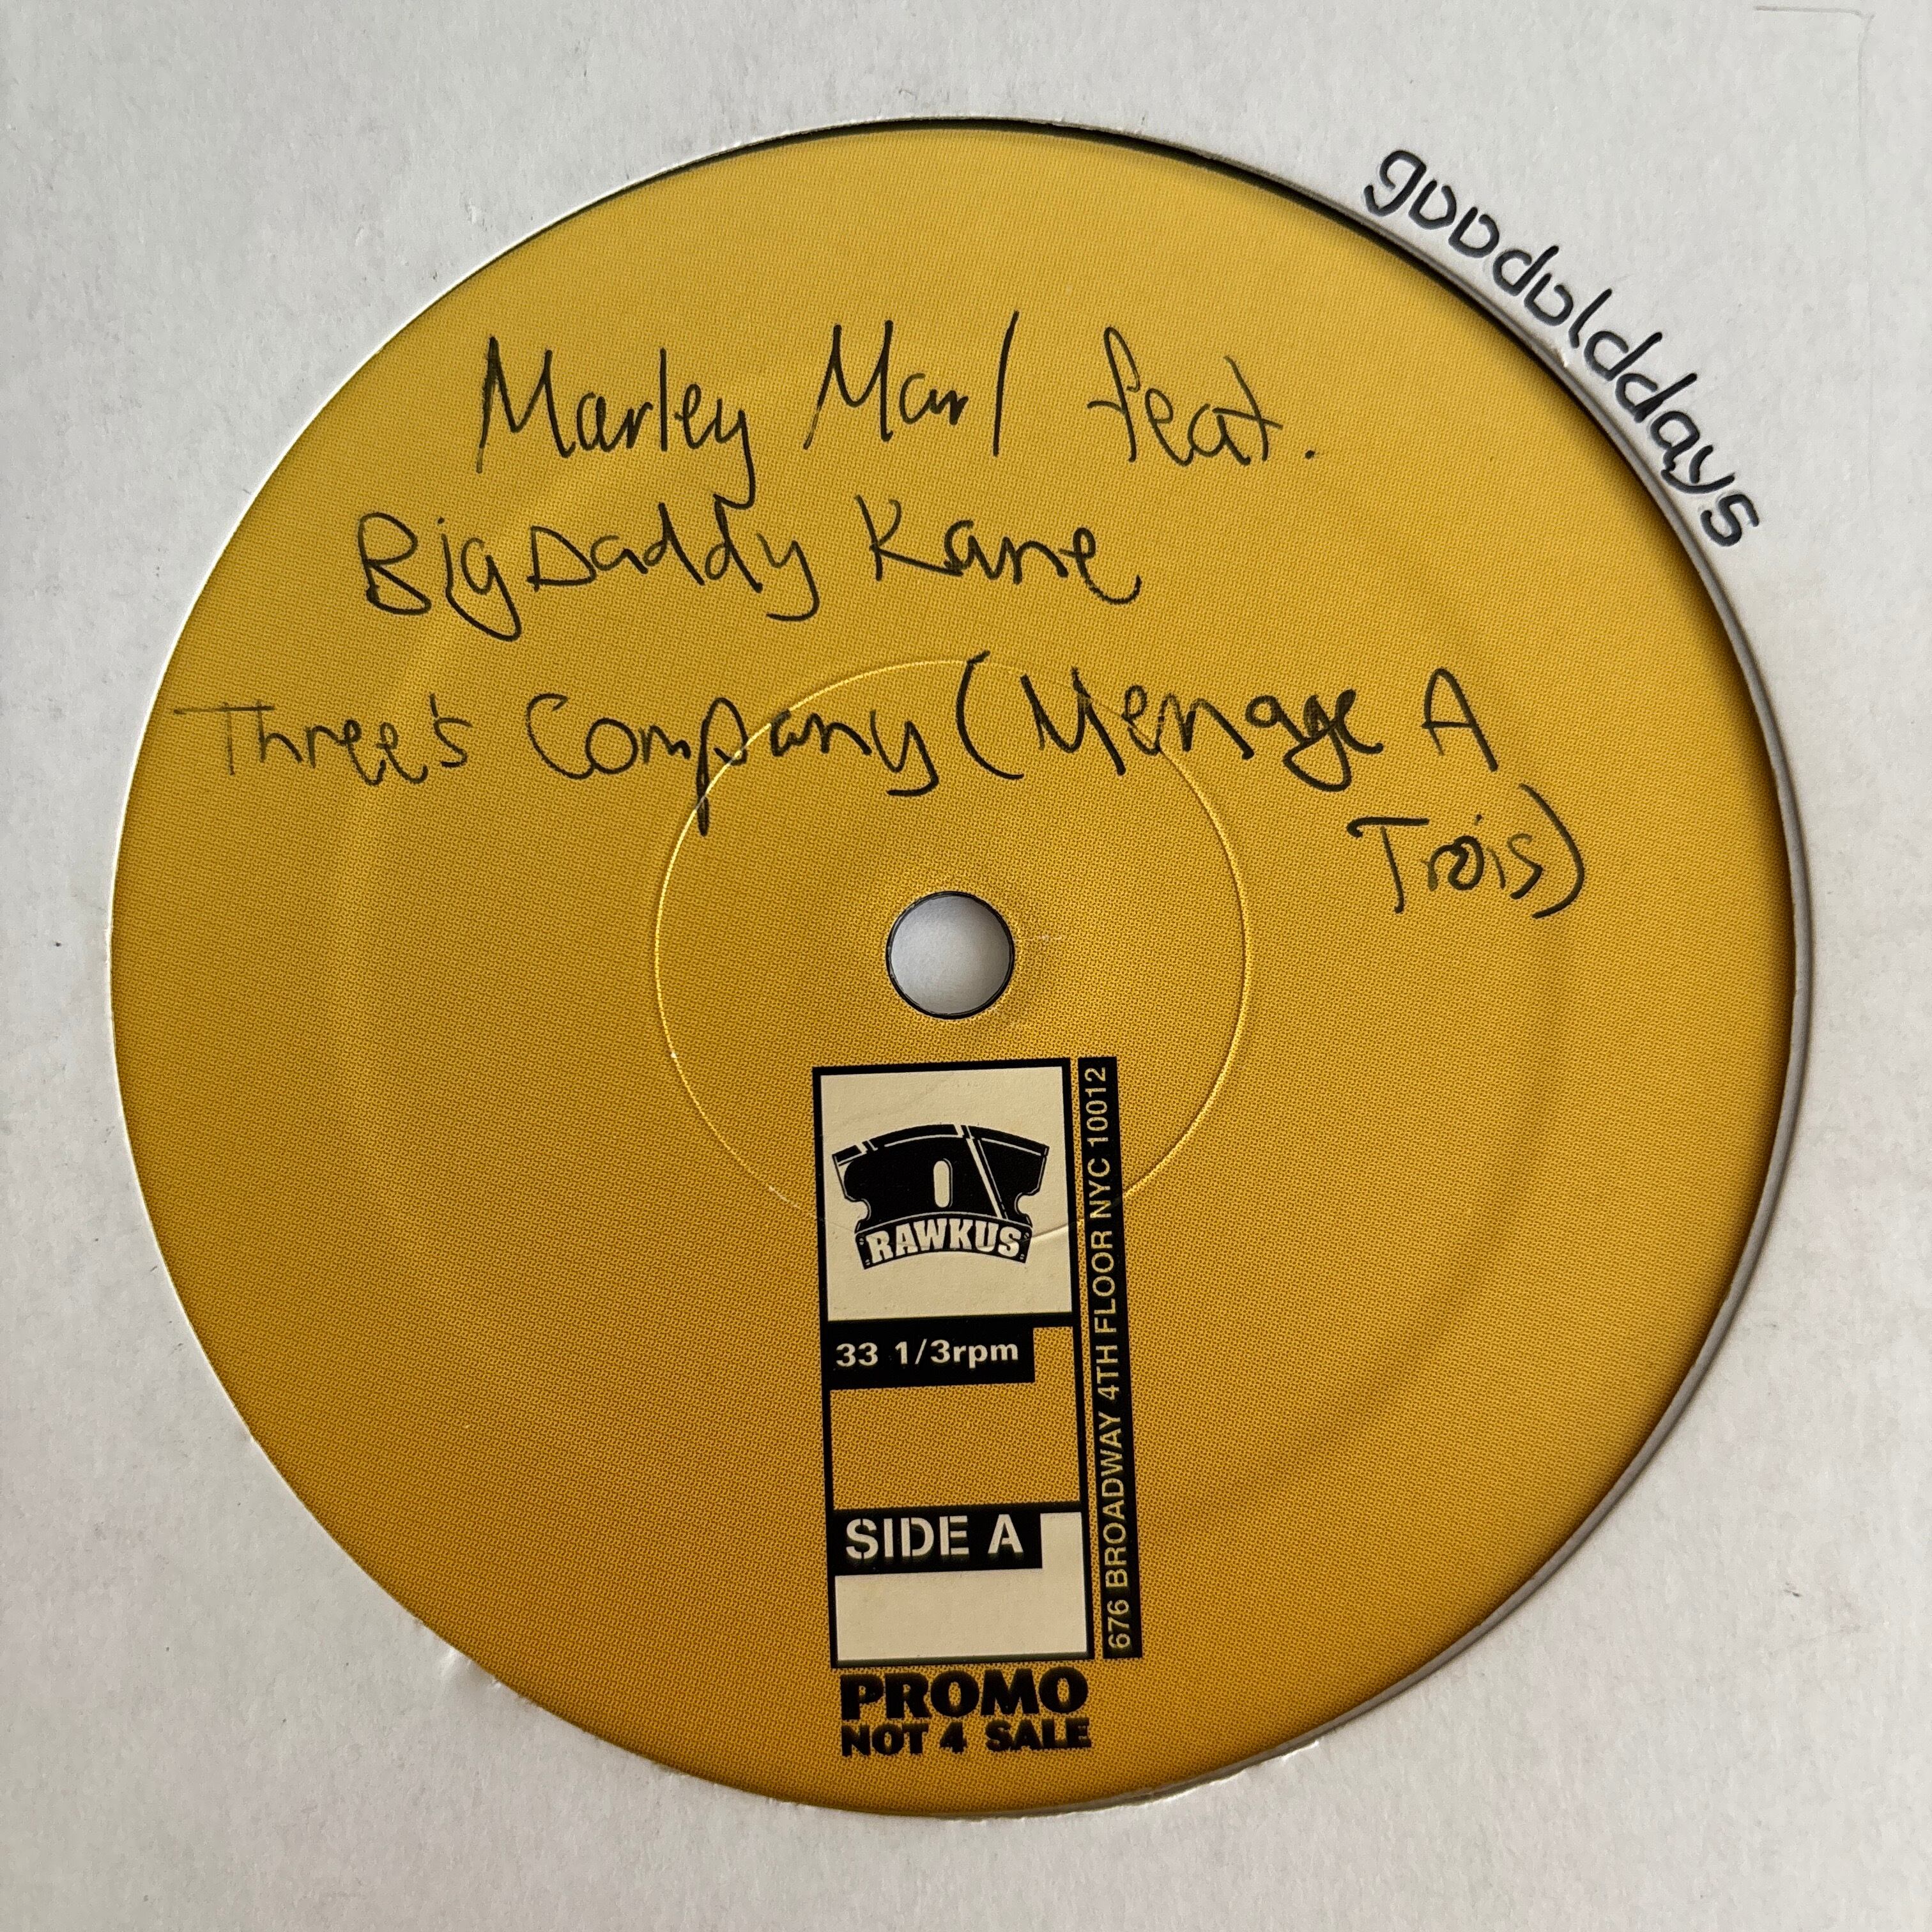 gooddolddays
Marley Marl feat.
Big Daddy Kane
Three's Company (Menage A
Trois)
RAWKUS
33 1/3rpm
SIDE A
676 BROADWAY 4TH FLOOR NYC 10012
PROMO
NOT 4 SALE